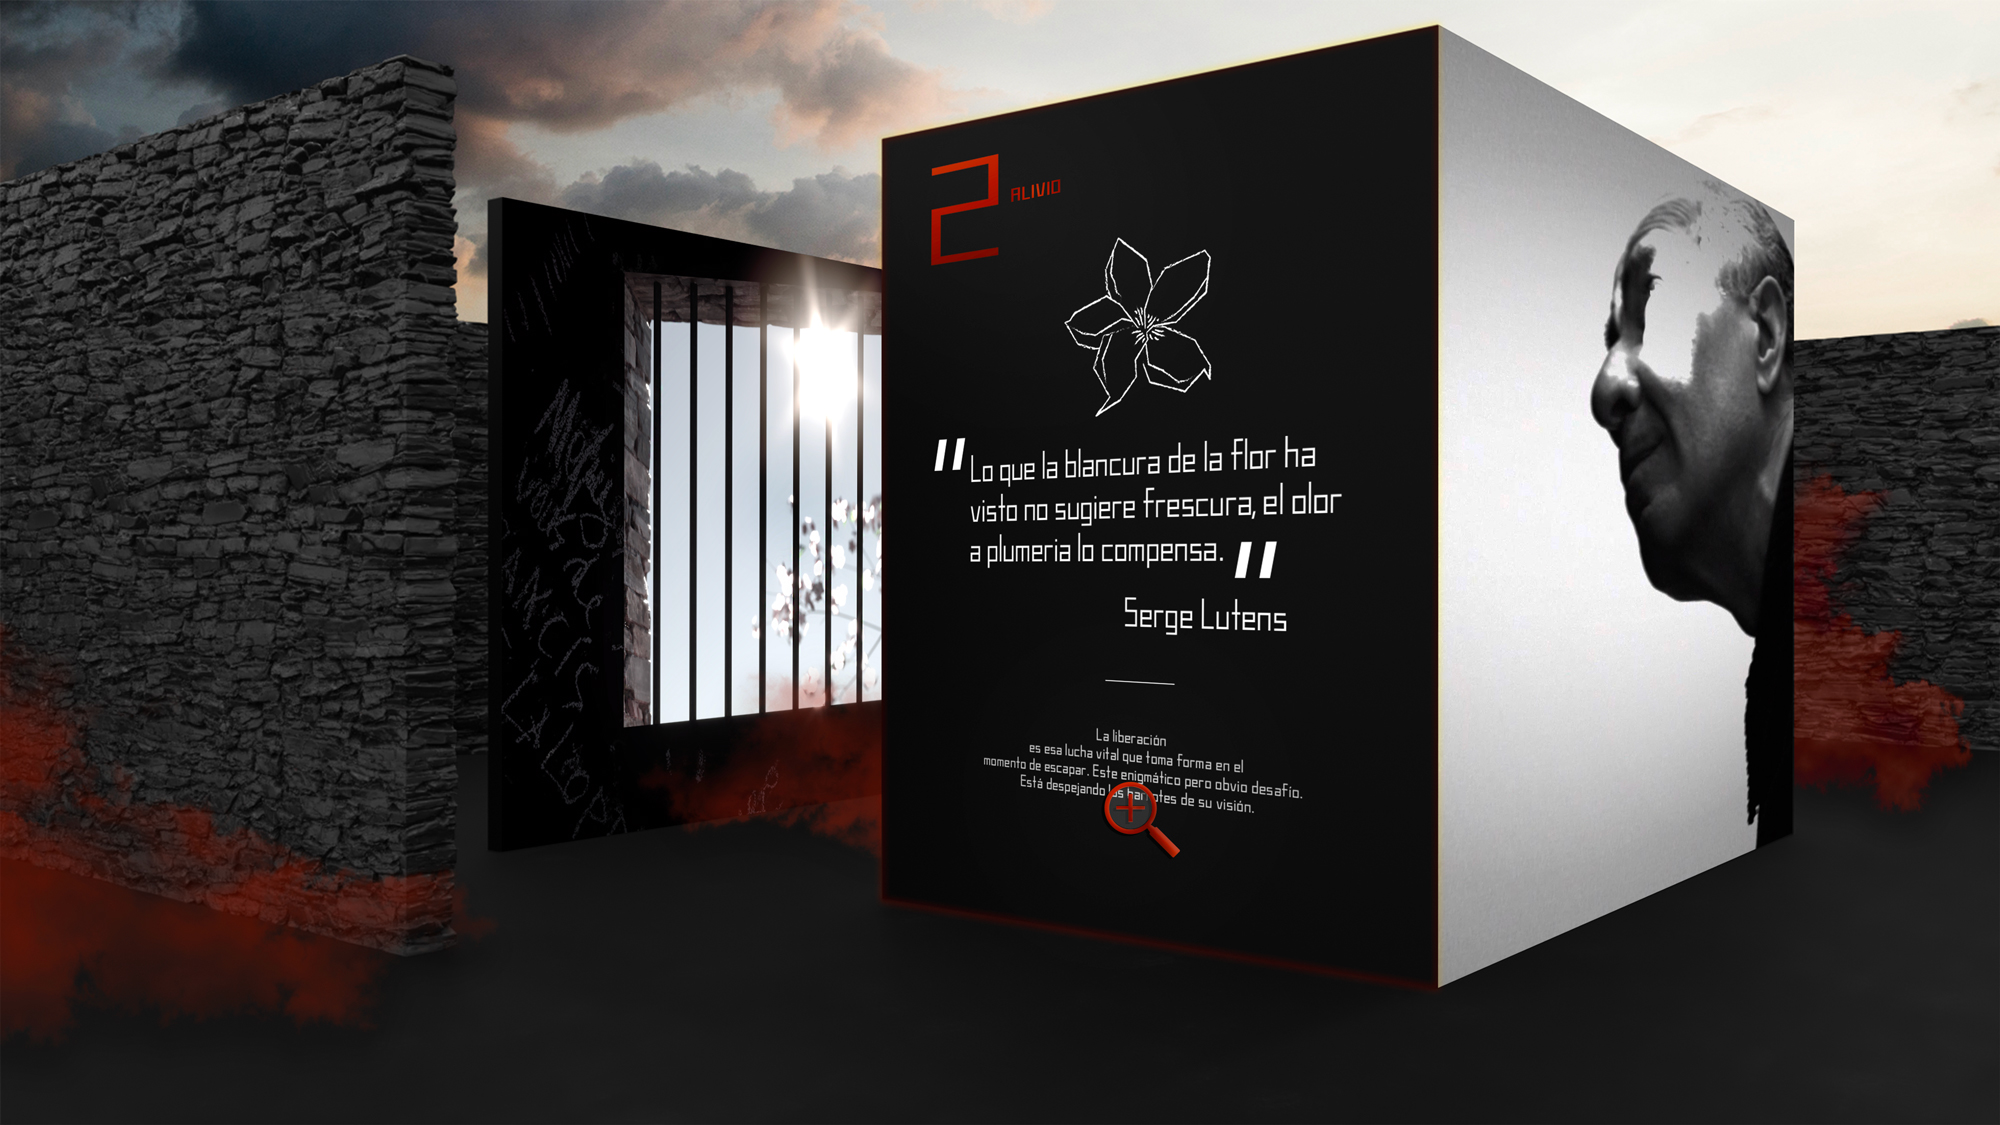 2 ALIVIO
"Lo que la blancura de la flor ha
visto no sugiere frescura, el olor
a plumeria lo compensa."
Serge Lutens
La liberación
es esa lucha vital que toma forma en el
momento de escapar. Este enigmático pero obvio desafío.
Está despejando los barrotes de su visión.